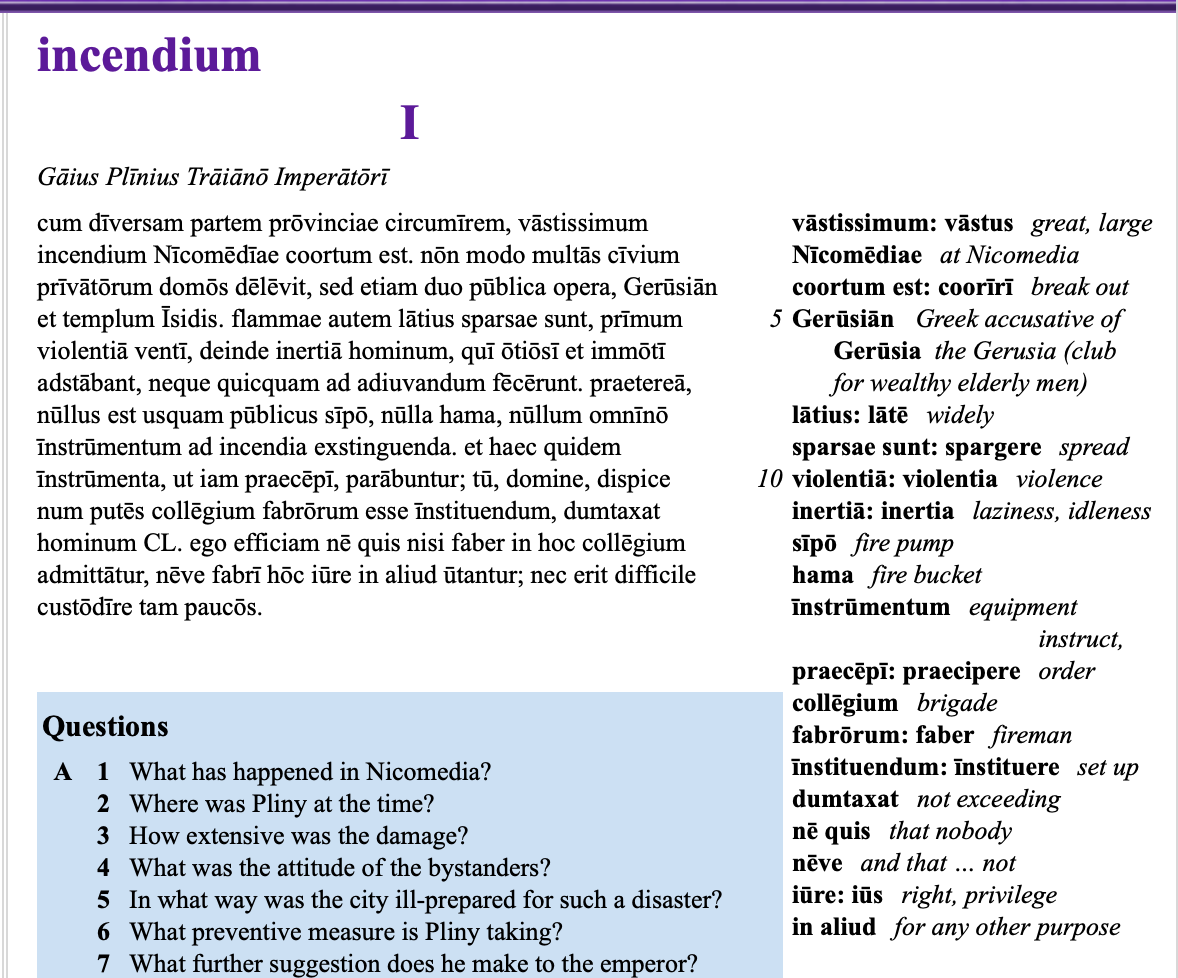 incendium
I
Gāius Plīnius Trāiānō Imperātōrī
cum dīversam partem prōvinciae circumīrem, vāstissimum
incendium Nīcomēdīae coortum est. nōn modo multās cīvium
prīvātōrum domōs dēlēvit, sed etiam duo pūblica opera, Gerūsiān
et templum Īsidis. flammae autem lātius sparsae sunt, prīmum
violentiā ventī, deinde inertiā hominum, quī ōtiōsī et immōtī
adstābant, neque quicquam ad adiuvandum fēcērunt. praetereā,
nūllus est usquam pūblicus sīpō, nūlla hama, nūllum omnīnō
īnstrūmentum ad incendia exstinguenda. et haec quidem
īnstrūmenta, ut iam praecēpī, parābuntur; tū, domine, dispice
num putēs collēgium fabrōrum esse īnstituendum, dumtaxat
hominum CL. ego efficiam nē quis nisi faber in hoc collēgium
admittātur, nēve fabrī hōc iūre in aliud ūtantur; nec erit difficile
custōdīre tam paucōs.
vāstissimum: vāstus great, large
Nīcomēdiae at Nicomedia
coortum est: coorīrī break out
5 Gerūsiān Greek accusative of
Gerūsia the Gerusia (club
for wealthy elderly men)
lātius: lātē widely
sparsae sunt: spargere spread
10 violentiā: violentia violence
inertiā: inertia laziness, idleness
sīpō fire pump
hama fire bucket
īnstrūmentum equipment
instruct,
praecēpī: praecipere order
collēgium brigade
fabrōrum: faber fireman
īnstituendum: īnstituere set up
dumtaxat not exceeding
nē quis that nobody
nēve and that ... not
iūre: iūs right, privilege
in aliud for any other purpose
Questions
A 1 What has happened in Nicomedia?
2 Where was Pliny at the time?
3 How extensive was the damage?
4 What was the attitude of the bystanders?
5 In what way was the city ill-prepared for such a disaster?
6 What preventive measure is Pliny taking?
7 What further suggestion does he make to the emperor?